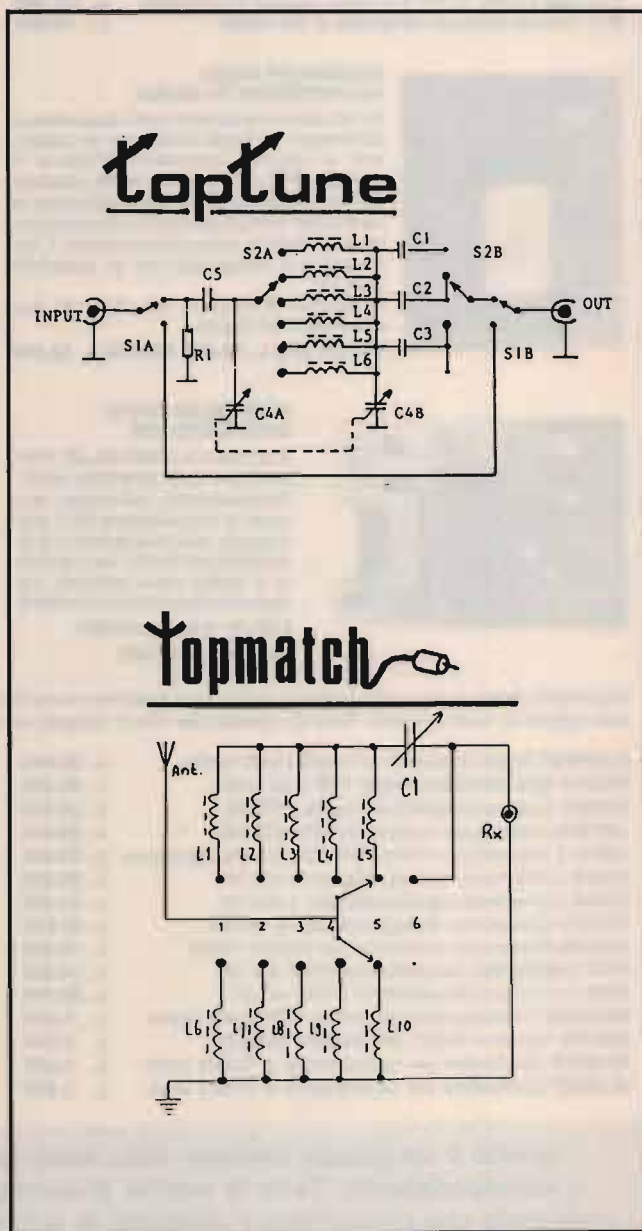 toptune
S2A L1 C1 S2B
L2
C5 L3 C2
INPUT L4 OUT
S1A R1 L5 C3 S1B
L6
C4A C4B
Topmatch
Ant. C1
L1 L2 L3 L4 L5 Rx
1 2 3 4 5 6
L6 L7 L8 L9 L10